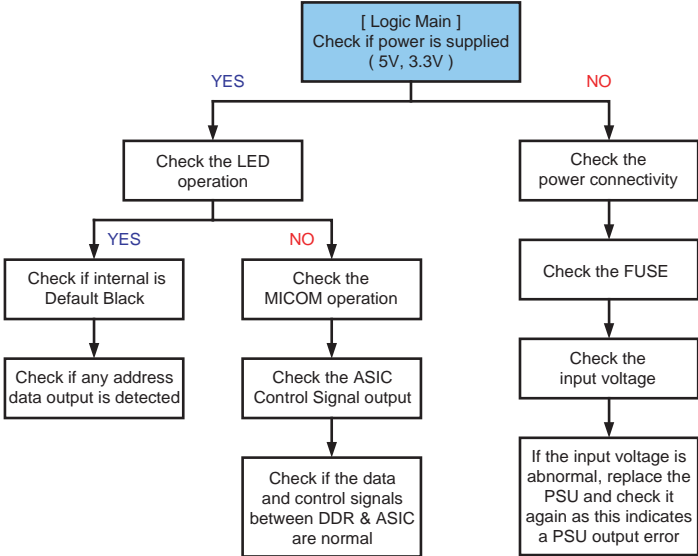 [ Logic Main ]
Check if power is supplied
( 5V, 3.3V )
YES
NO
Check the LED
operation
Check the
power connectivity
YES
NO
Check if internal is
Default Black
Check the
MICOM operation
Check the FUSE
Check if any address
data output is detected
Check the ASIC
Control Signal output
Check the
input voltage
Check if the data
and control signals
between DDR & ASIC
are normal
If the input voltage is
abnormal, replace the
PSU and check it
again as this indicates
a PSU output error